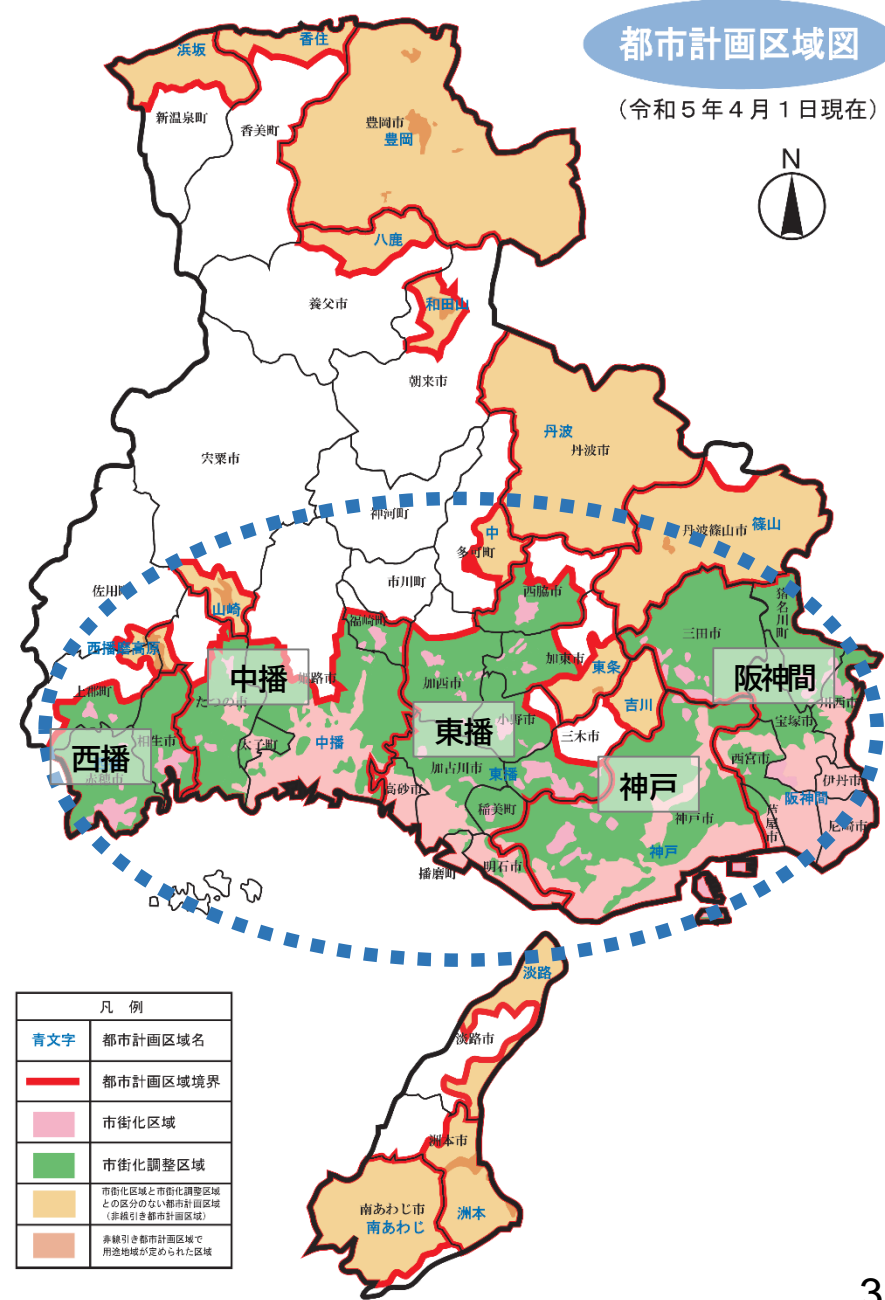 都市計画区域図
（令和５年４月１日現在）
N
浜坂
香住
新温泉町
香美町
豊岡市
豊岡
八鹿
養父市
和田山
朝来市
宍粟市
丹波
丹波市
神河町
中
多可町
丹波篠山市
篠山
市川町
山崎
西脇市
猪名川町
福崎町
三田市
西播磨高原
加東市
東条
上郡町
中播
姫路市
加西市
阪神間
たつの市
吉川
川西市
相生市
小野市
宝塚市
西播
太子町
中播
東播
三木市
西宮市
赤穂市
加古川市
東播
神戸
伊丹市
高砂市
稲美町
阪神間
神戸市
芦屋市
尼崎市
播磨町
明石市
神戸
淡路
淡路市
洲本市
南あわじ市
南あわじ
洲本
凡 例
青文字
都市計画区域名
都市計画区域境界
市街化区域
市街化調整区域
市街化区域と市街化調整区域
との区分のない都市計画区域
（非線引き都市計画区域）
非線引き都市計画区域で
用途地域が定められた区域
3